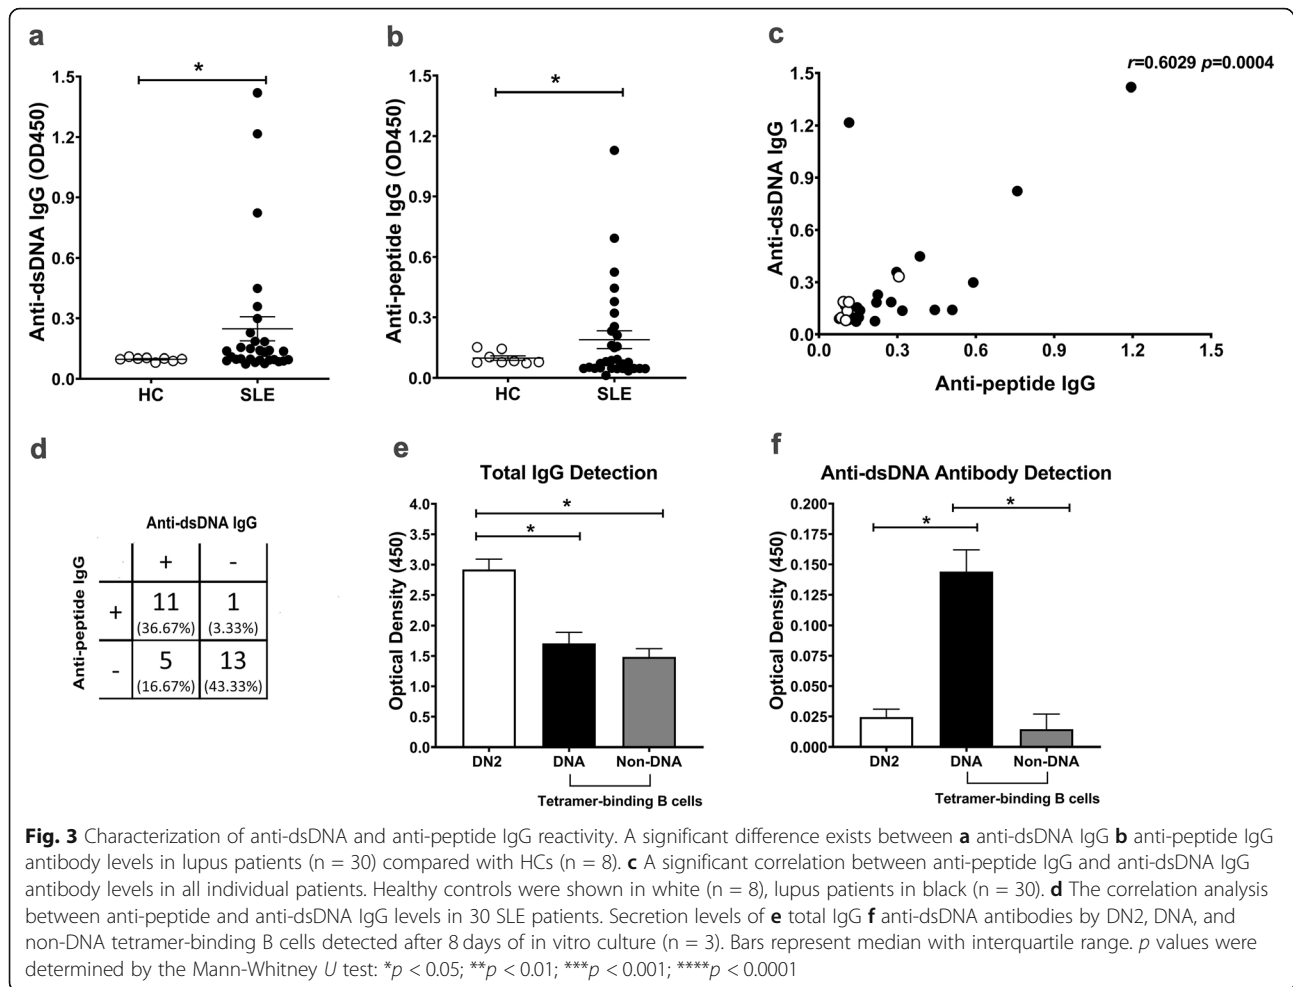 a
*
1.5
1.2
0.9
0.6
0.3
0.0
Anti-dsDNA IgG (OD450)
HC
SLE
b
*
1.5
1.2
0.9
0.6
0.3
0.0
Anti-peptide IgG (OD450)
HC
SLE
c
r=0.6029 p=0.0004
1.5
1.2
0.9
0.6
0.3
0.0
Anti-dsDNA IgG
0.0 0.3 0.6 0.9 1.2 1.5
Anti-peptide IgG
d
Anti-dsDNA IgG
Anti-peptide IgG
+ -
+ 11 1
(36.67%) (3.33%)
- 5 13
(16.67%) (43.33%)
e
Total IgG Detection
*
*
4.0
3.5
3.0
2.5
2.0
1.5
1.0
0.5
0.0
Optical Density (450)
DN2 DNA Non-DNA
Tetramer-binding B cells
f
Anti-dsDNA Antibody Detection
*
*
0.200
0.175
0.150
0.125
0.100
0.075
0.050
0.025
0.000
Optical Density (450)
DN2 DNA Non-DNA
Tetramer-binding B cells
Fig. 3 Characterization of anti-dsDNA and anti-peptide IgG reactivity. A significant difference exists between a anti-dsDNA IgG b anti-peptide IgG
antibody levels in lupus patients (n = 30) compared with HCs (n = 8). c A significant correlation between anti-peptide IgG and anti-dsDNA IgG
antibody levels in all individual patients. Healthy controls were shown in white (n = 8), lupus patients in black (n = 30). d The correlation analysis
between anti-peptide and anti-dsDNA IgG levels in 30 SLE patients. Secretion levels of e total IgG f anti-dsDNA antibodies by DN2, DNA, and
non-DNA tetramer-binding B cells detected after 8 days of in vitro culture (n = 3). Bars represent median with interquartile range. p values were
determined by the Mann-Whitney U test: *p < 0.05; **p < 0.01; ***p < 0.001; ****p < 0.0001